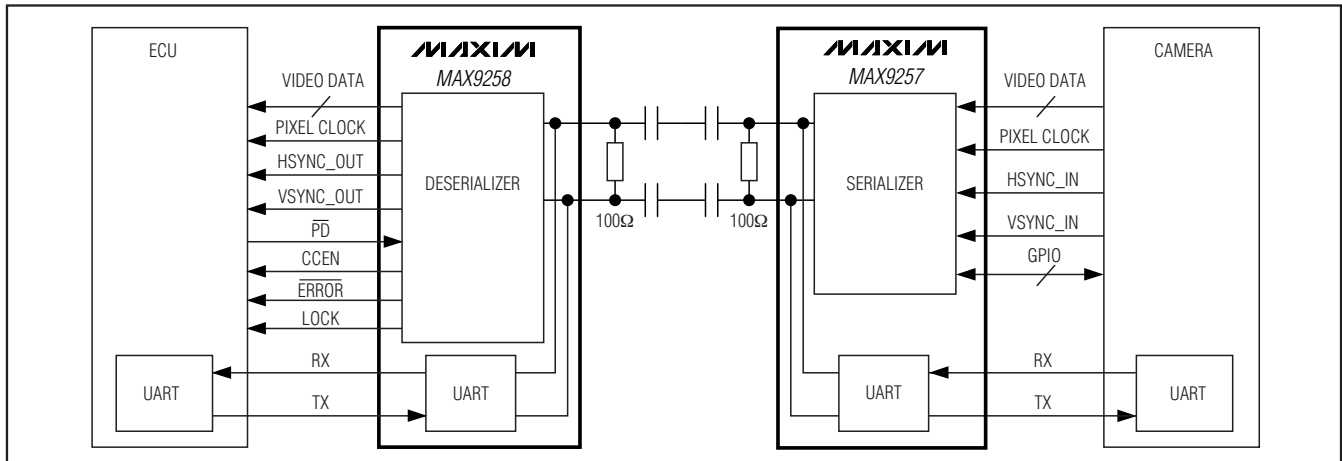 ECU
VIDEO DATA
PIXEL CLOCK
HSYNC_OUT
VSYNC_OUT
PD
CCEN
ERROR
LOCK
RX
TX
UART
MAXIM
MAX9258
DESERIALIZER
UART
100Ω
100Ω
MAXIM
MAX9257
SERIALIZER
UART
CAMERA
VIDEO DATA
PIXEL CLOCK
HSYNC_IN
VSYNC_IN
GPIO
RX
TX
UART